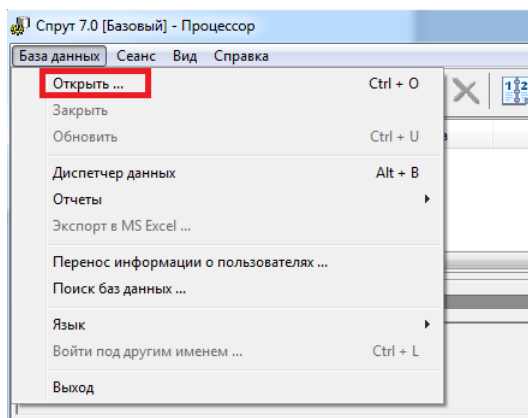 Спрут 7.0 [Базовый] - Процессор
База данных Сеанс Вид Справка
Открыть ... Ctrl + O
Закрыть
Обновить Ctrl + U
Диспетчер данных Alt + B
Отчеты
Экспорт в MS Excel ...
Перенос информации о пользователях ...
Поиск баз данных ...
Язык
Войти под другим именем ... Ctrl + L
Выход